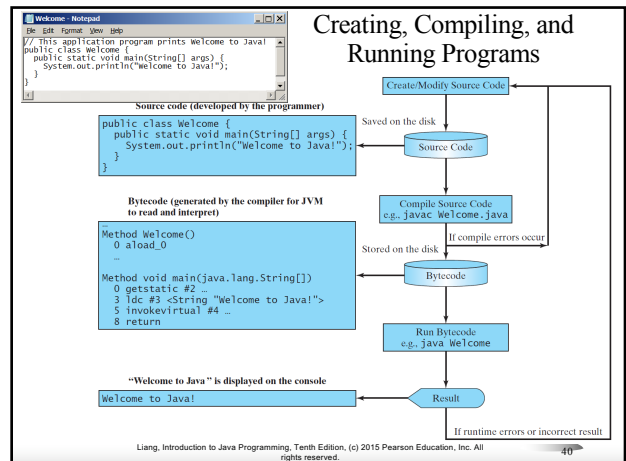 Welcome - Notepad
File Edit Format View Help
// This application program prints Welcome to Java!
public class Welcome {
public static void main(String[] args) {
System.out.println("Welcome to Java!");
}
}
Creating, Compiling, and
Running Programs
Create/Modify Source Code
Source code (developed by the programmer)
Saved on the disk
public class Welcome {
public static void main(String[] args) {
System.out.println("Welcome to Java!");
}
}
Source Code
Compile Source Code
e.g., javac Welcome.java
Bytecode (generated by the compiler for JVM
to read and interpret)
If compile errors occur
Stored on the disk
…
Method Welcome()
0 aload_0
…
Method void main(java.lang.String[])
0 getstatic #2 …
3 ldc #3 <String "Welcome to Java!">
5 invokevirtual #4 …
8 return
Bytecode
Run Bytecode
e.g., java Welcome
“Welcome to Java” is displayed on the console
Welcome to Java!
Result
If runtime errors or incorrect result
Liang, Introduction to Java Programming, Tenth Edition, (c) 2015 Pearson Education, Inc. All
rights reserved.
40